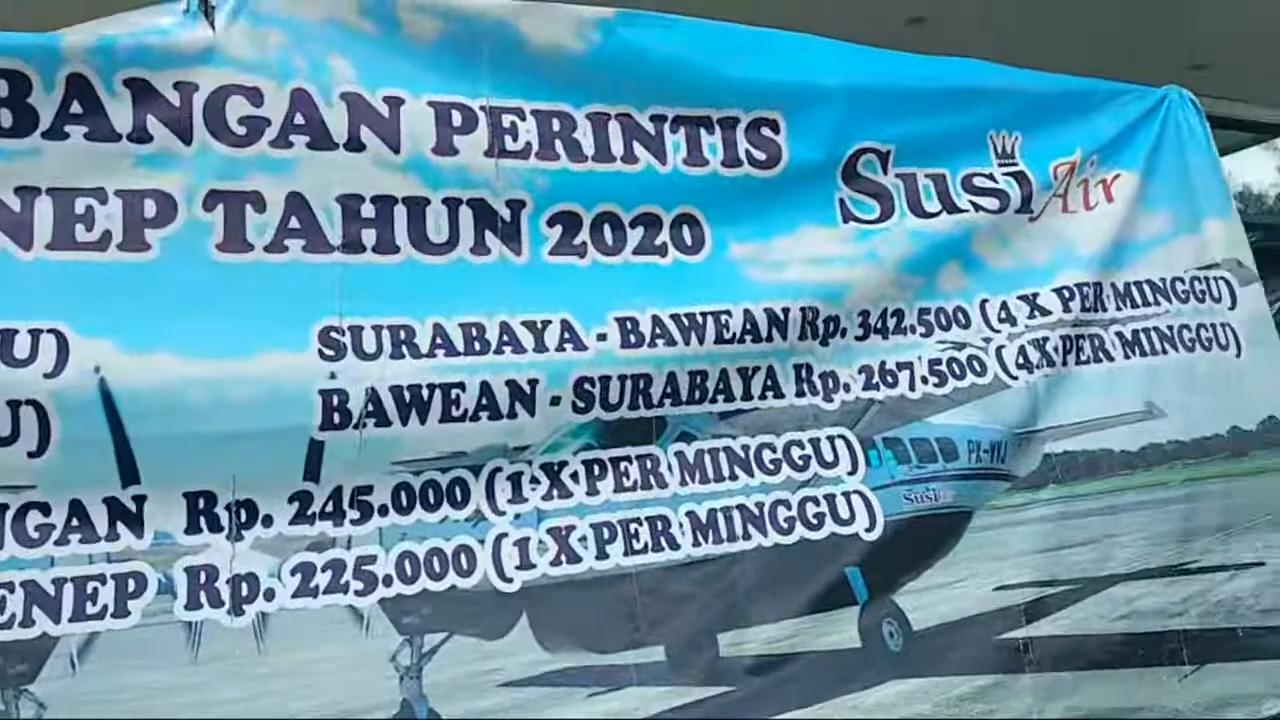 BANGAN PERINTIS
NEP TAHUN 2020
Susi Air
U)
U)
SURABAYA - BAWEAN Rp. 342.500 (4 X PER MINGGU)
BAWEAN - SURABAYA Rp. 267.500 (4X PER MINGGU)
NGAN Rp. 245.000 (1 X PER MINGGU)
ENEP Rp. 225.000 (1 X PER MINGGU)
Susi